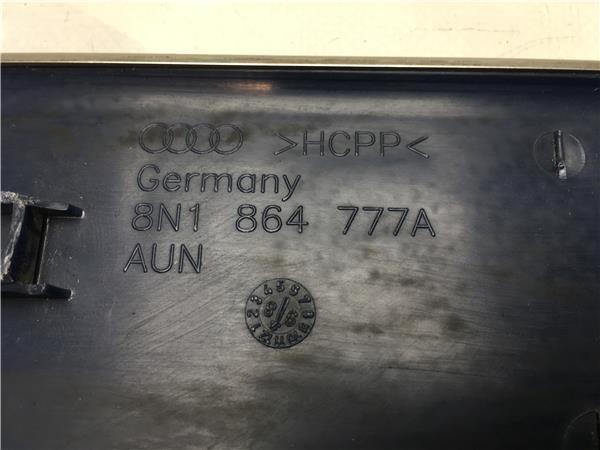 >HCPP<
Germany
8N1 864 777A
AUN